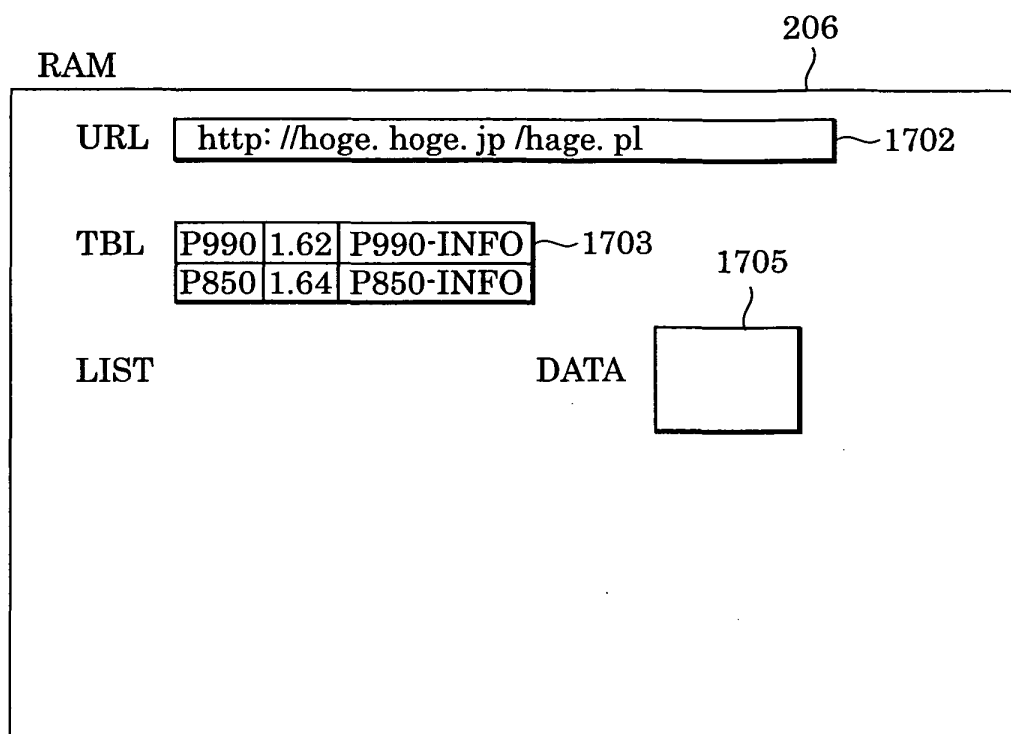 206
RAM
URL http: //hoge. hoge. jp /hage. pl 1702
TBL P990 1.62 P990-INFO 1703
P850 1.64 P850-INFO
1705
LIST DATA